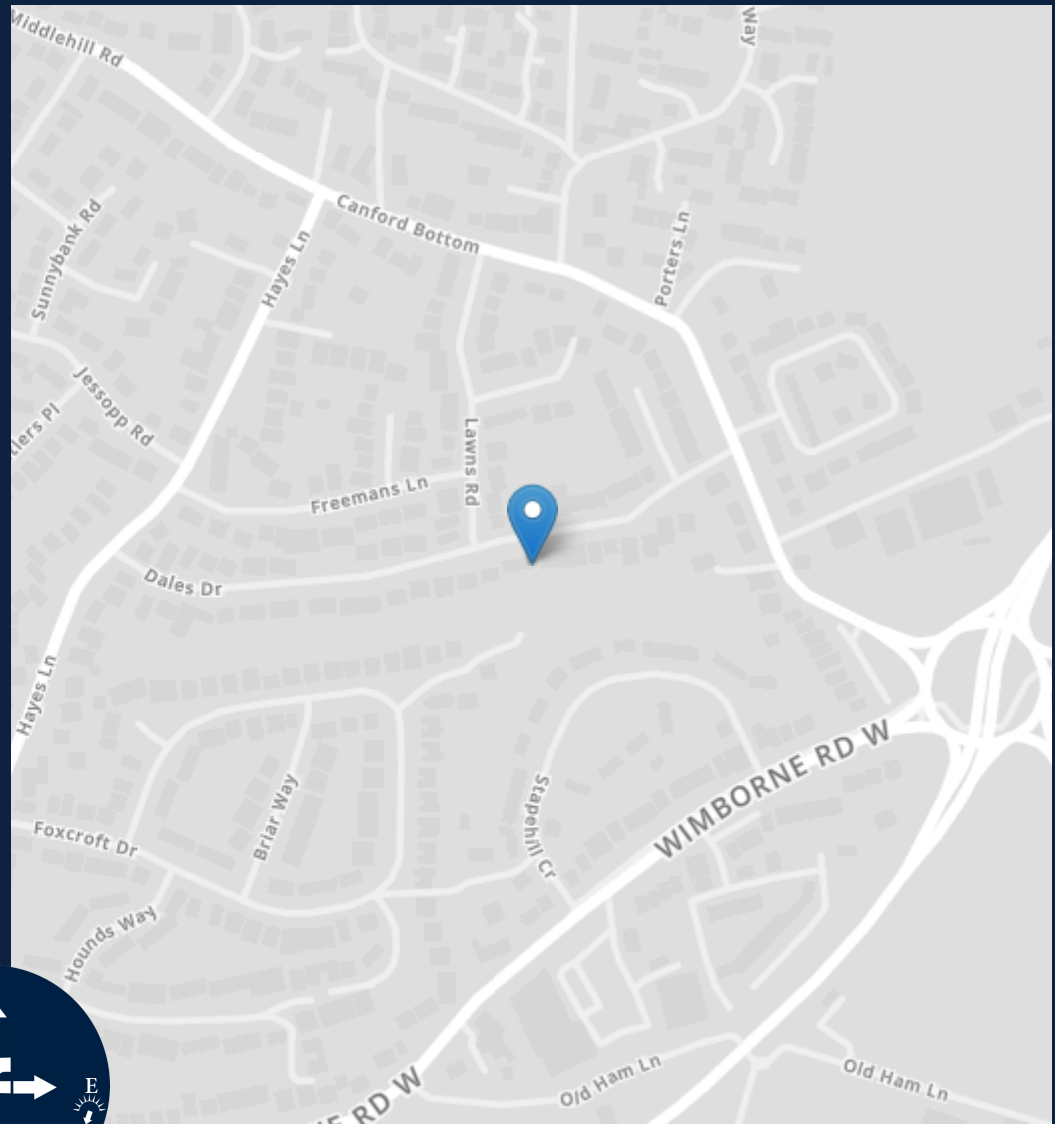 Middlehill Rd
Way
Canford Bottom
Sunnybank Rd
Hayes Ln
Porters Ln
Jessopp Rd
tlers Pl
Lawns Rd
Freemans Ln
Dales Dr
Hayes Ln
WIMBORNE RD W
Stapehill Cr
Briar Way
Foxcroft Dr
Hounds Way
Old Ham Ln
Old Ham Ln
E RD W
E